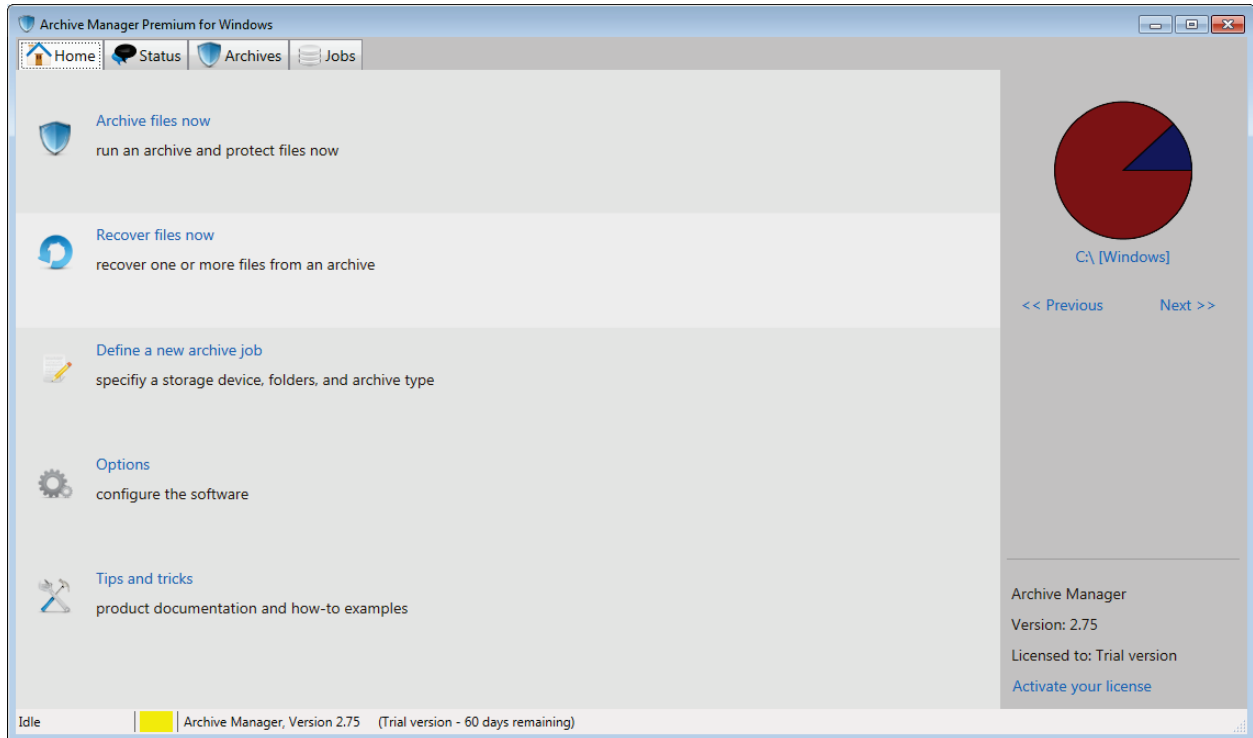 Archive Manager Premium for Windows
Home Status Archives Jobs
Archive files now
run an archive and protect files now
Recover files now
recover one or more files from an archive
Define a new archive job
specifiy a storage device, folders, and archive type
Options
configure the software
Tips and tricks
product documentation and how-to examples
C:\ [Windows]
<< Previous Next >>
Archive Manager
Version: 2.75
Licensed to: Trial version
Activate your license
Idle Archive Manager, Version 2.75 (Trial version - 60 days remaining)